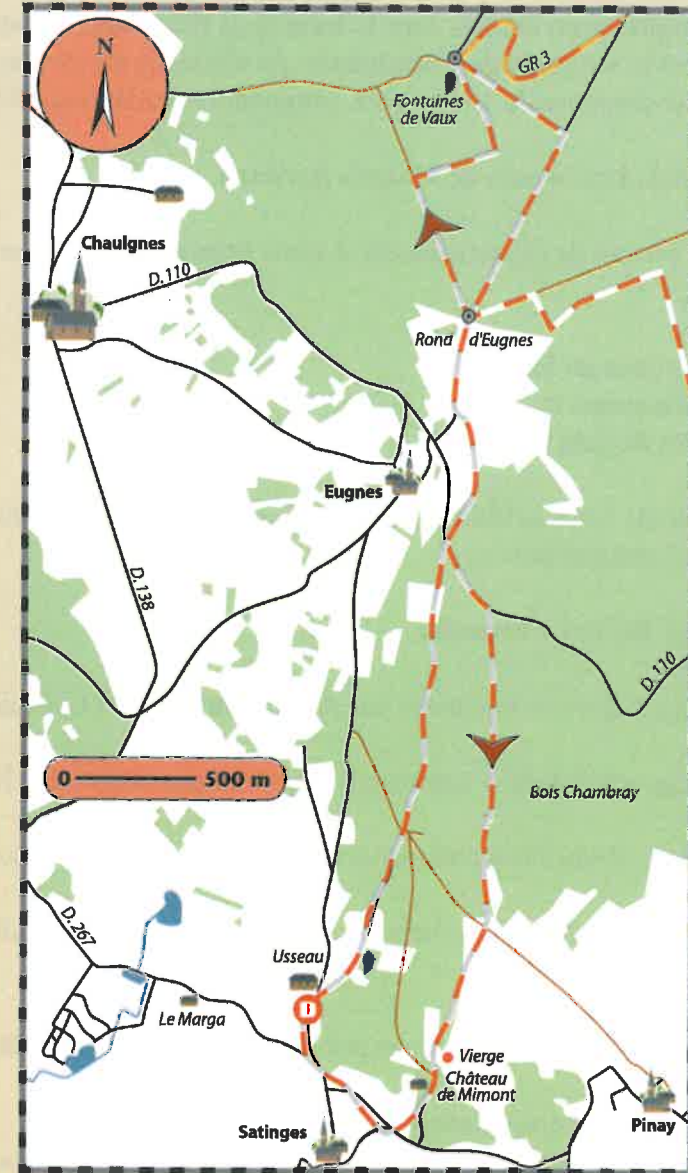 N
GR 3
Fontaines
de Vaux
Chaulgnes
D.110
Rond d'Eugnes
Eugnes
D.138
D.110
0 500 m
Bois Chambray
D.267
Usseau
Le Marga
Vierge
Château
de Mimont
Satinges
Pinay